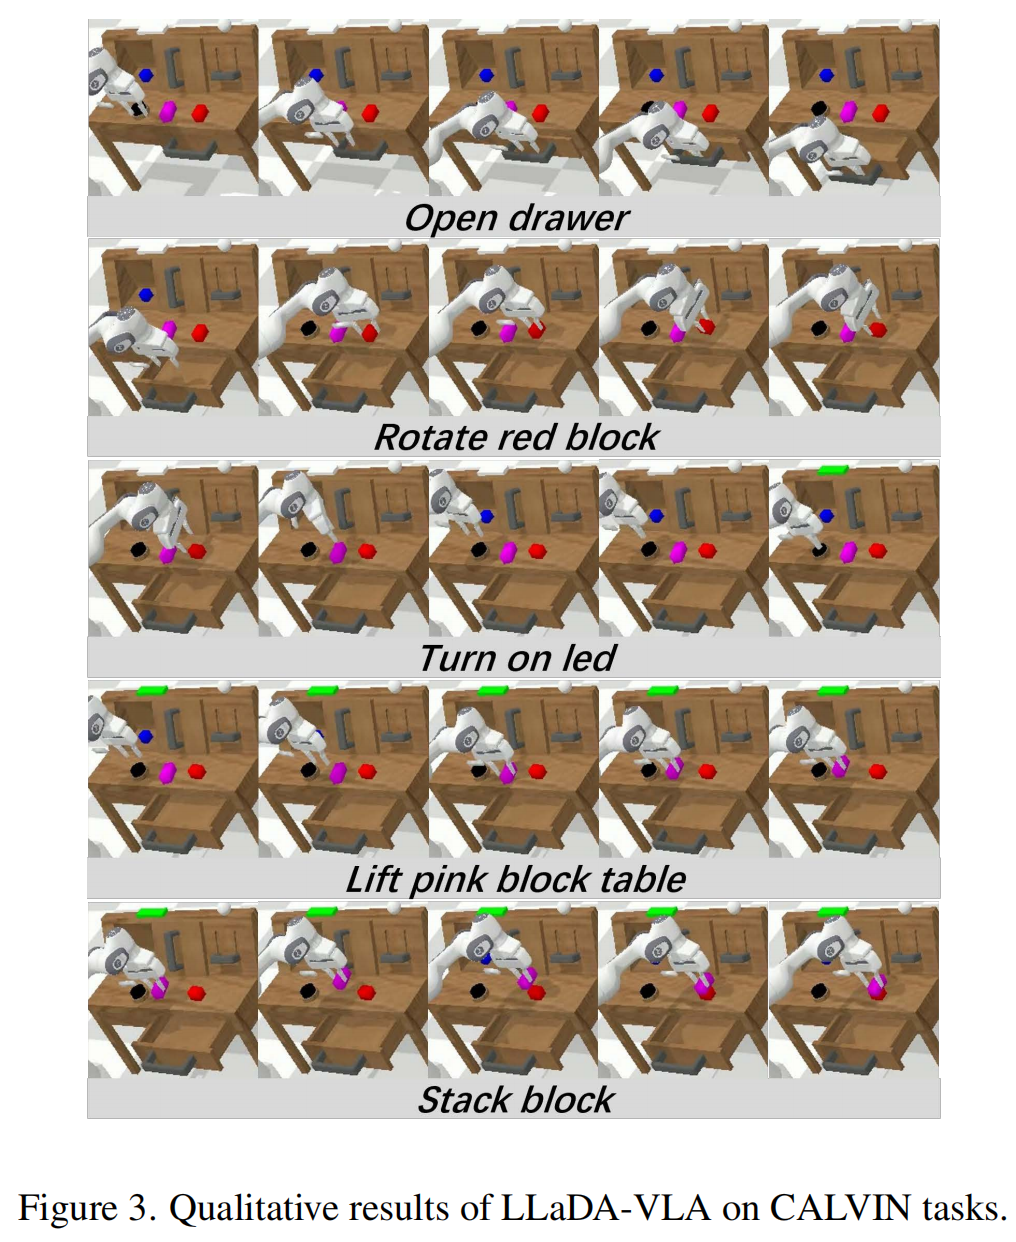 Open drawer
Rotate red block
Turn on led
Lift pink block table
Stack block
Figure 3. Qualitative results of LLaDA-VLA on CALVIN tasks.